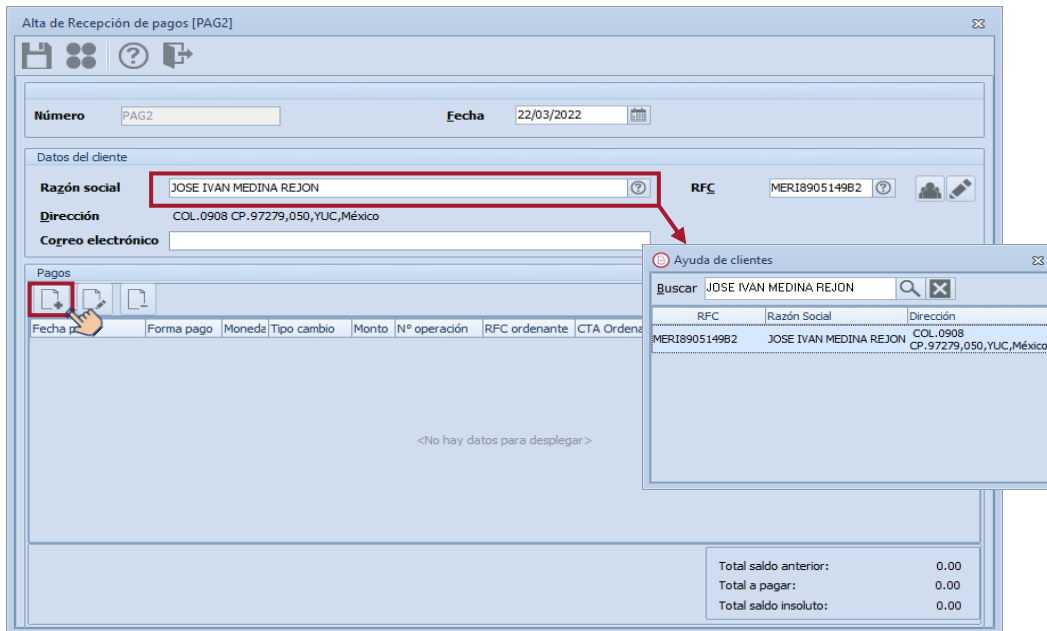 Alta de Recepción de pagos [PAG2]
Número PAG2 Fecha 22/03/2022
Datos del cliente
Razón social JOSE IVAN MEDINA REJON RFC MERI8905149B2
Dirección COL.0908 CP.97279,050,YUC,México
Correo electrónico
Pagos
Fecha Forma pago Moneda Tipo cambio Monto Nº operación RFC ordenante CTA Ordena
<No hay datos para desplegar>
Total saldo anterior: 0.00
Total a pagar: 0.00
Total saldo insoluto: 0.00
Ayuda de clientes
Buscar JOSE IVAN MEDINA REJON
RFC Razón Social Dirección
MERI8905149B2 JOSE IVAN MEDINA REJON COL.0908
CP.97279,050,YUC,México